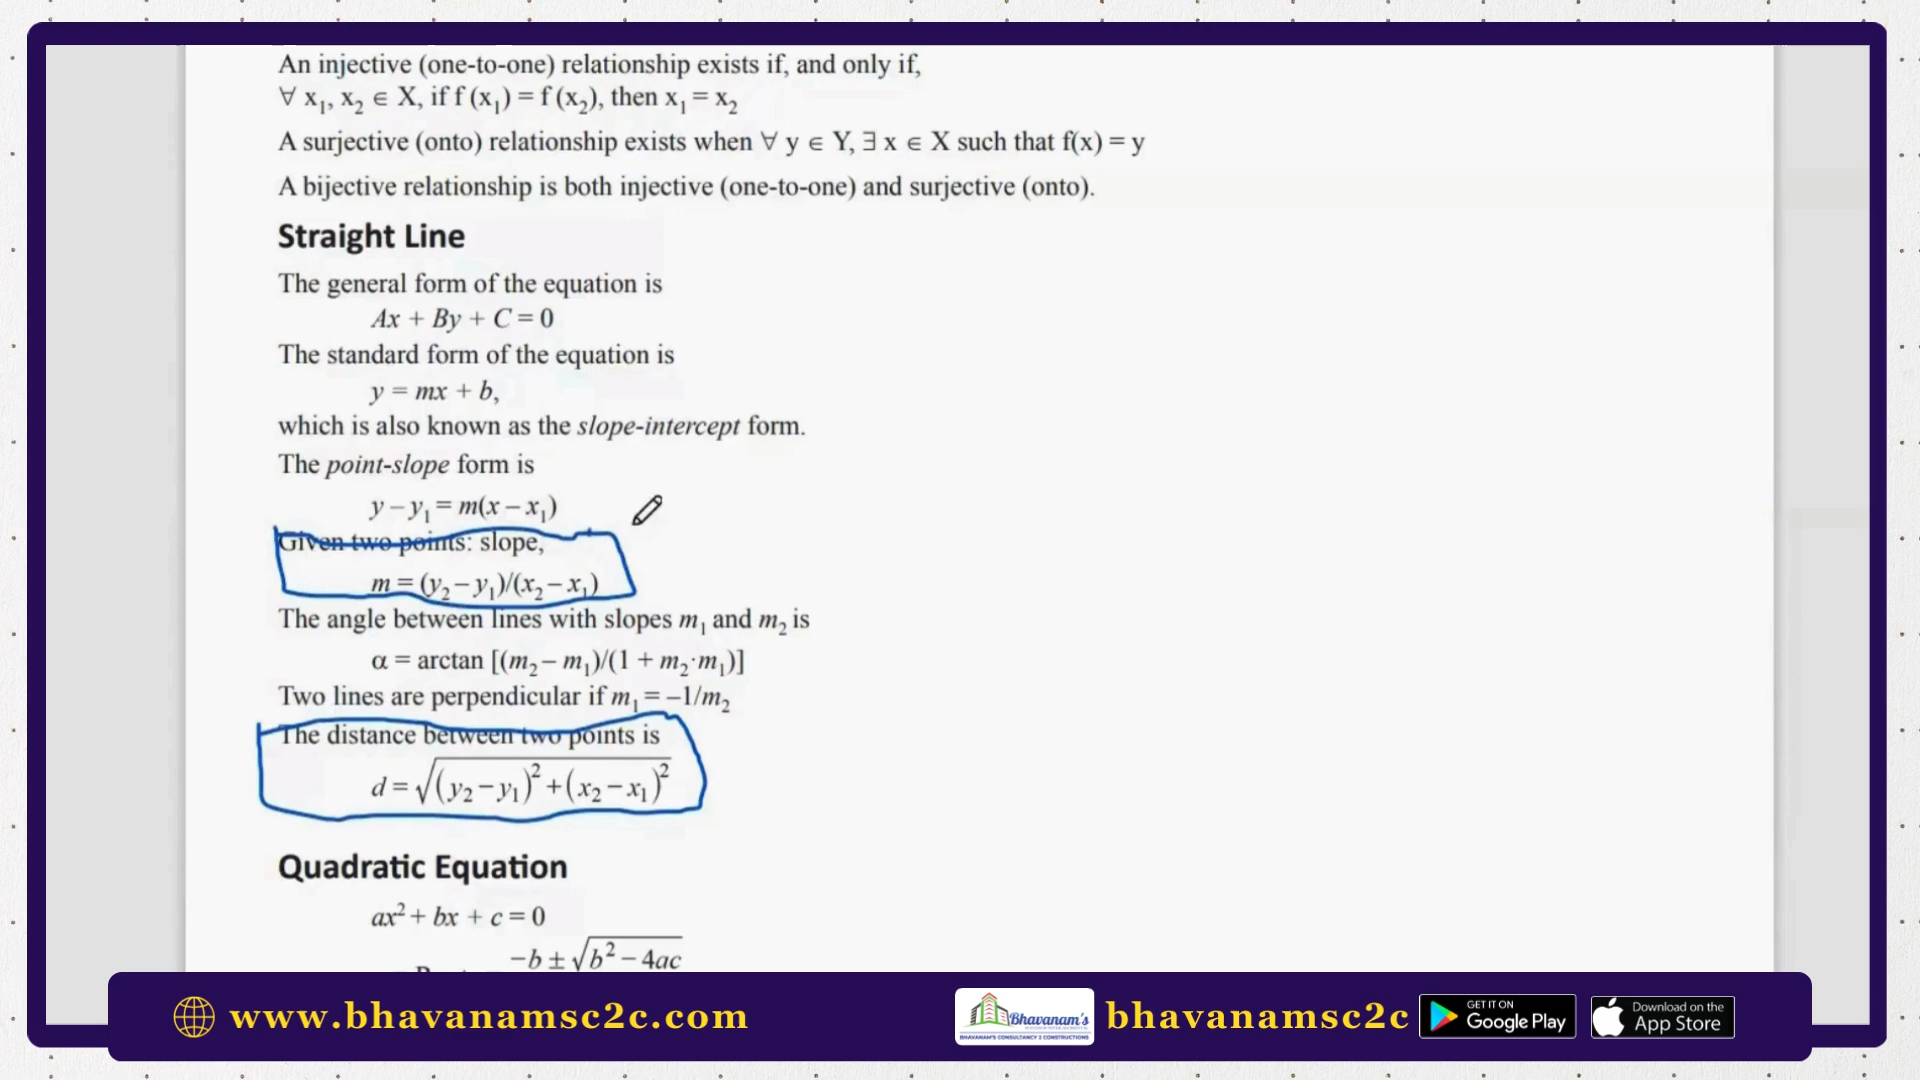 An injective (one-to-one) relationship exists if, and only if,
∀ x₁, x₂ ∈ X, if f (x₁) = f (x₂), then x₁ = x₂
A surjective (onto) relationship exists when ∀ y ∈ Y, ∃ x ∈ X such that f(x) = y
A bijective relationship is both injective (one-to-one) and surjective (onto).
Straight Line
The general form of the equation is
Ax + By + C = 0
The standard form of the equation is
y = mx + b,
which is also known as the slope-intercept form.
The point-slope form is
y – y₁ = m(x – x₁)
Given two points: slope,
m = (y₂ – y₁)/(x₂ – x₁)
The angle between lines with slopes m₁ and m₂ is
α = arctan [(m₂ – m₁)/(1 + m₂·m₁)]
Two lines are perpendicular if m₁ = –1/m₂
The distance between two points is
d = √((y₂ – y₁)² + (x₂ – x₁)²)
Quadratic Equation
ax² + bx + c = 0
–b ± √(b² – 4ac)
www.bhavanamsc2c.com
Bhavanam's
BHAVANAM'S CONSULTANCY 2 CONSTRUCTIONS
bhavanamsc2c
GET IT ON
Google Play
Download on the
App Store